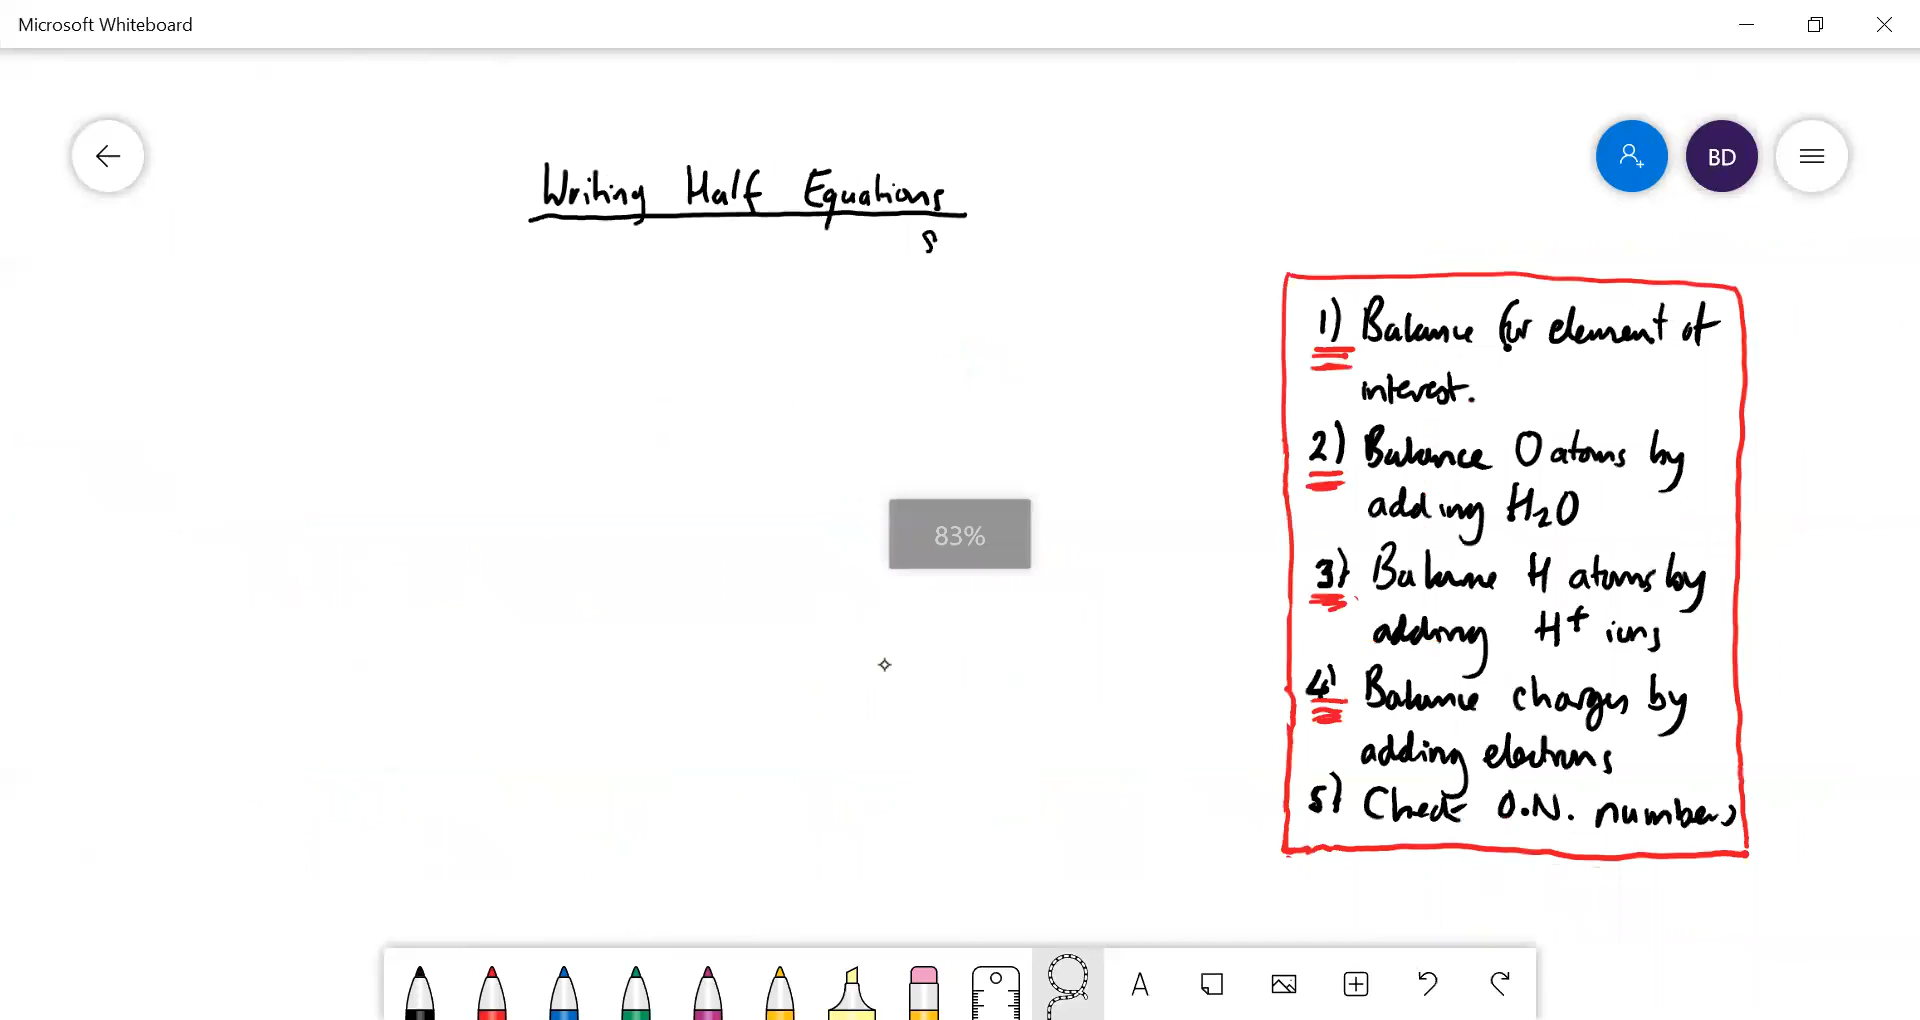 Microsoft Whiteboard
BD
Writing Half Equations
s
1) Balance for element of
interest.
2) Balance O atoms by
adding H2O
83%
3) Balance H atoms by
adding H+ ions
4) Balance charges by
adding electrons
5) Check O.N. numbers
A